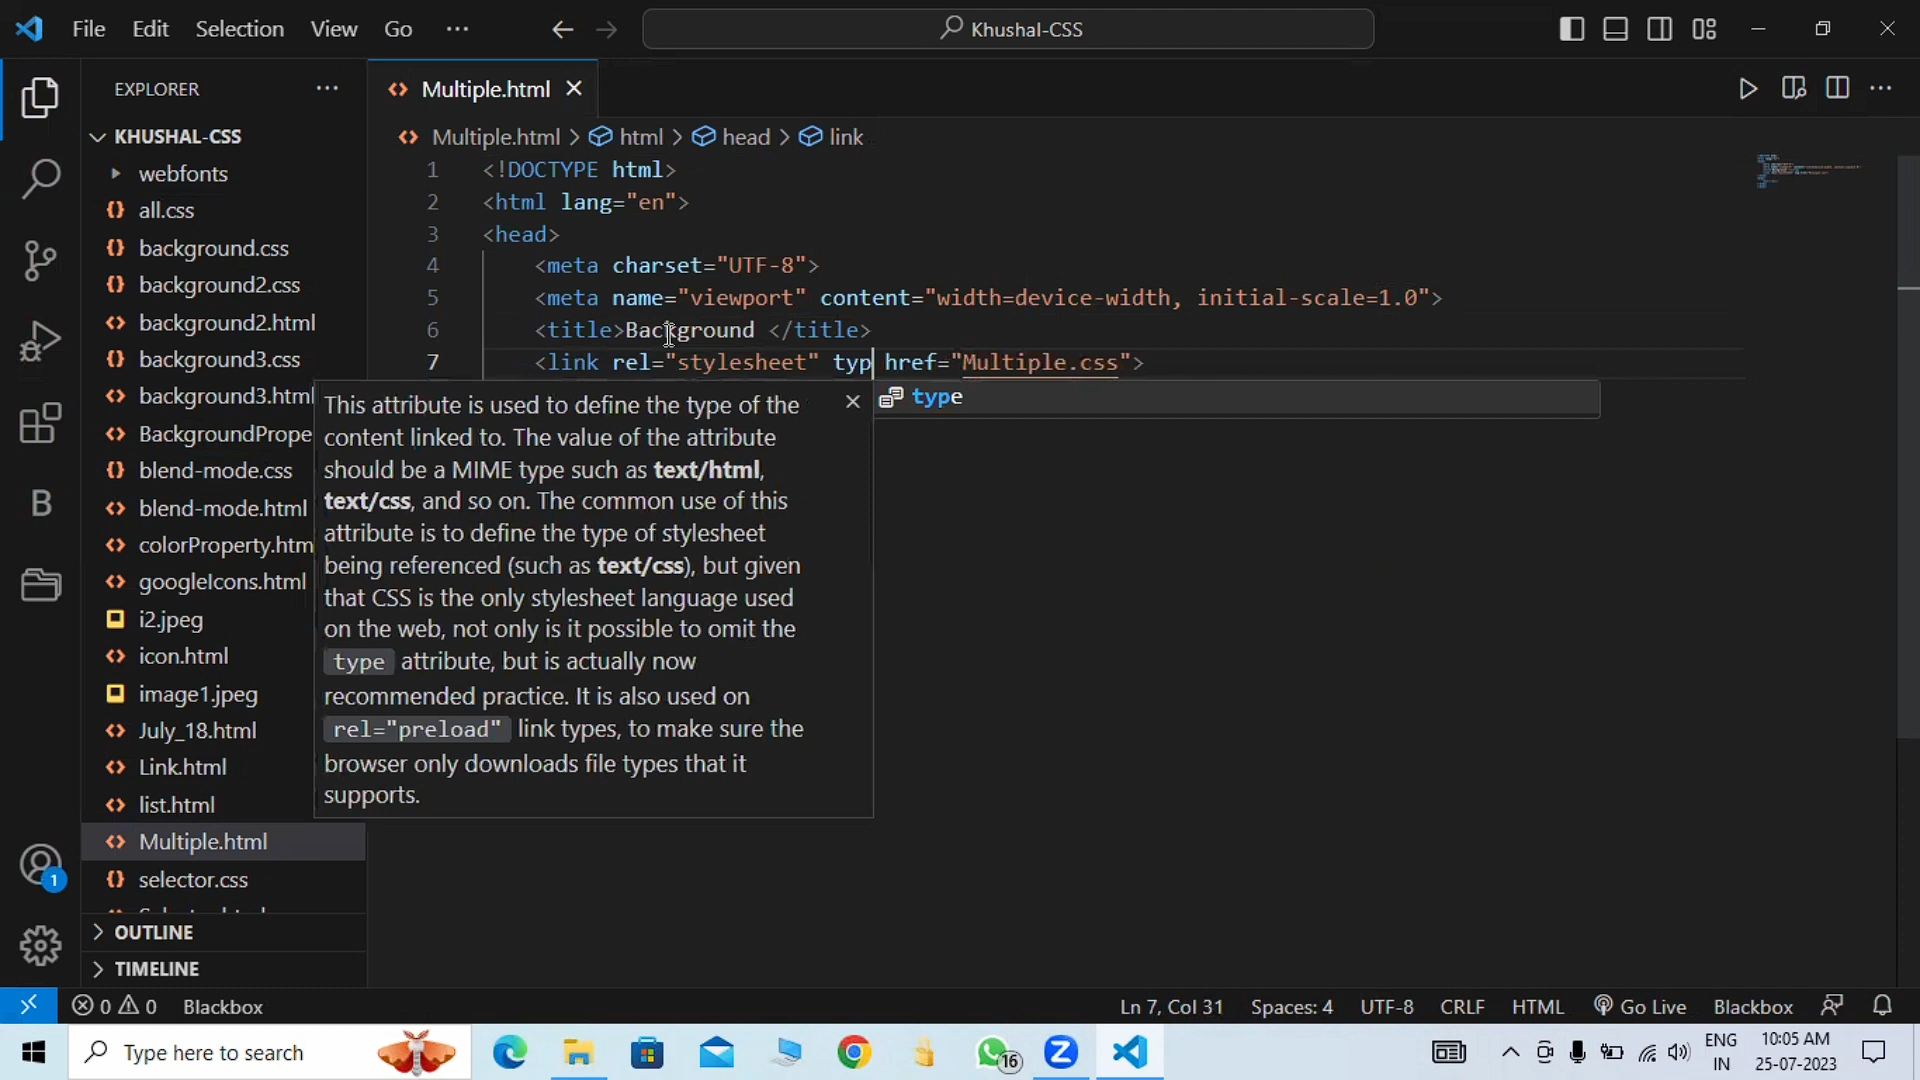 File Edit Selection View Go ...
Khushal-CSS
EXPLORER ...
Multiple.html
KHUSHAL-CSS
Multiple.html > html > head > link
webfonts
all.css
background.css
background2.css
background2.html
background3.css
background3.html
BackgroundPrope
blend-mode.css
blend-mode.html
colorProperty.htm
googleIcons.html
i2.jpeg
icon.html
image1.jpeg
July_18.html
Link.html
list.html
Multiple.html
selector.css
OUTLINE
TIMELINE
1 <!DOCTYPE html>
2 <html lang="en">
3 <head>
4 <meta charset="UTF-8">
5 <meta name="viewport" content="width=device-width, initial-scale=1.0">
6 <title>Background </title>
7 <link rel="stylesheet" typ href="Multiple.css">
type
This attribute is used to define the type of the
content linked to. The value of the attribute
should be a MIME type such as text/html,
text/css, and so on. The common use of this
attribute is to define the type of stylesheet
being referenced (such as text/css), but given
that CSS is the only stylesheet language used
on the web, not only is it possible to omit the
type attribute, but is actually now
recommended practice. It is also used on
rel="preload" link types, to make sure the
browser only downloads file types that it
supports.
B
1
0 0 Blackbox
Ln 7, Col 31 Spaces: 4 UTF-8 CRLF HTML Go Live Blackbox
Type here to search
16
Z
ENG
IN
10:05 AM
25-07-2023